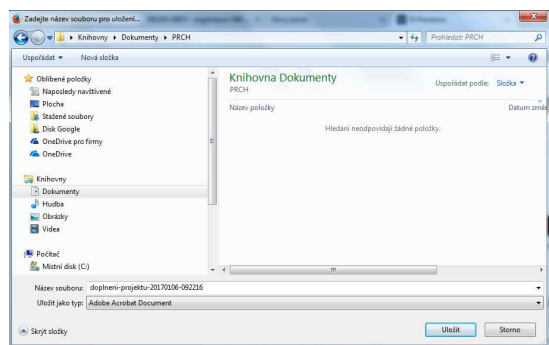 Zadejte název souboru pro uložení...
Knihovny ▸ Dokumenty ▸ PRCH
Prohledat: PRCH
Uspořádat
Nová složka
Oblíbené položky
Naposledy navštívené
Plocha
Stažené soubory
Disk Google
OneDrive pro firmy
OneDrive
Knihovny
Dokumenty
Hudba
Obrázky
Videa
Počítač
Místní disk (C:)
Knihovna Dokumenty
PRCH
Uspořádat podle: Složka
Název položky
Datum změ
Hledání neodpovídají žádné položky.
Název souboru: doplneni-projektu-20170106-092216
Uložit jako typ: Adobe Acrobat Document
Skrýt složky
Uložit
Storno